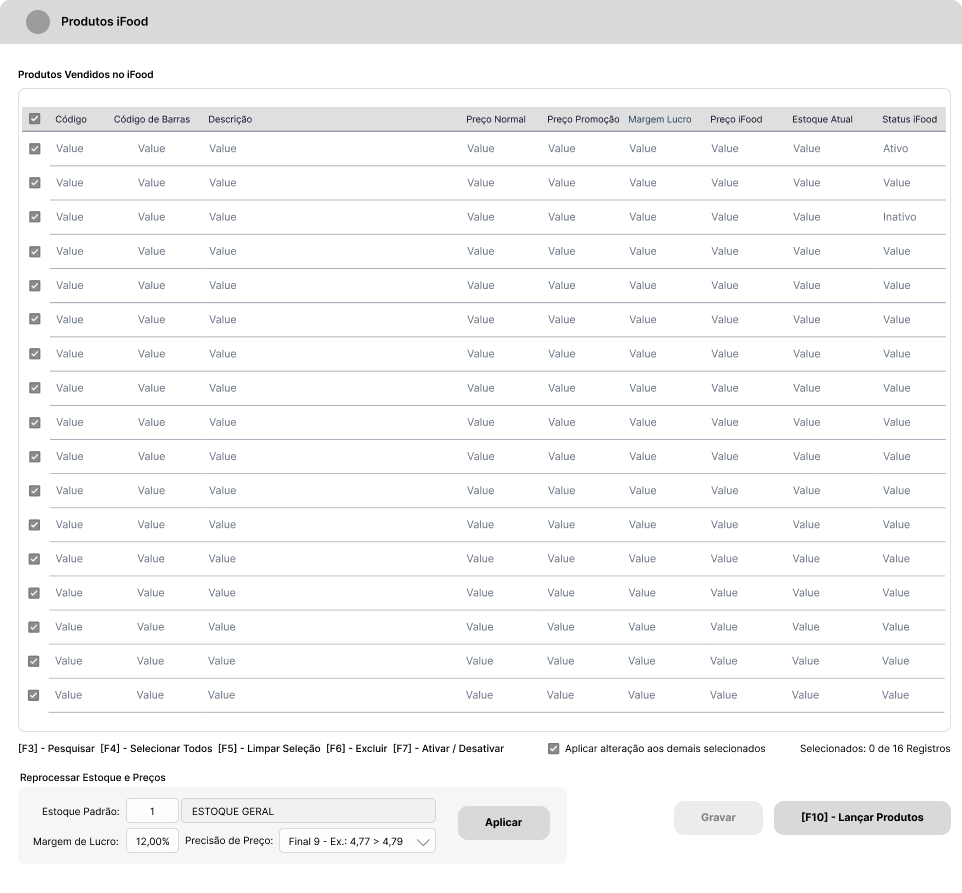 Produtos iFood
Produtos Vendidos no iFood
Código Código de Barras Descrição Preço Normal Preço Promoção Margem Lucro Preço iFood Estoque Atual Status iFood
Value Value Value Value Value Value Value Value Ativo
Value Value Value Value Value Value Value Value Value
Value Value Value Value Value Value Value Value Inativo
Value Value Value Value Value Value Value Value Value
Value Value Value Value Value Value Value Value Value
Value Value Value Value Value Value Value Value Value
Value Value Value Value Value Value Value Value Value
Value Value Value Value Value Value Value Value Value
Value Value Value Value Value Value Value Value Value
Value Value Value Value Value Value Value Value Value
Value Value Value Value Value Value Value Value Value
Value Value Value Value Value Value Value Value Value
Value Value Value Value Value Value Value Value Value
Value Value Value Value Value Value Value Value Value
Value Value Value Value Value Value Value Value Value
Value Value Value Value Value Value Value Value Value
Value Value Value Value Value Value Value Value Value
[F3] - Pesquisar [F4] - Selecionar Todos [F5] - Limpar Seleção [F6] - Excluir [F7] - Ativar / Desativar Aplicar alteração aos demais selecionados Selecionados: 0 de 16 Registros
Reprocessar Estoque e Preços
Estoque Padrão: 1 ESTOQUE GERAL
Margem de Lucro: 12,00% Precisão de Preço: Final 9 - Ex.: 4,77 > 4,79
Aplicar
Gravar
[F10] - Lançar Produtos